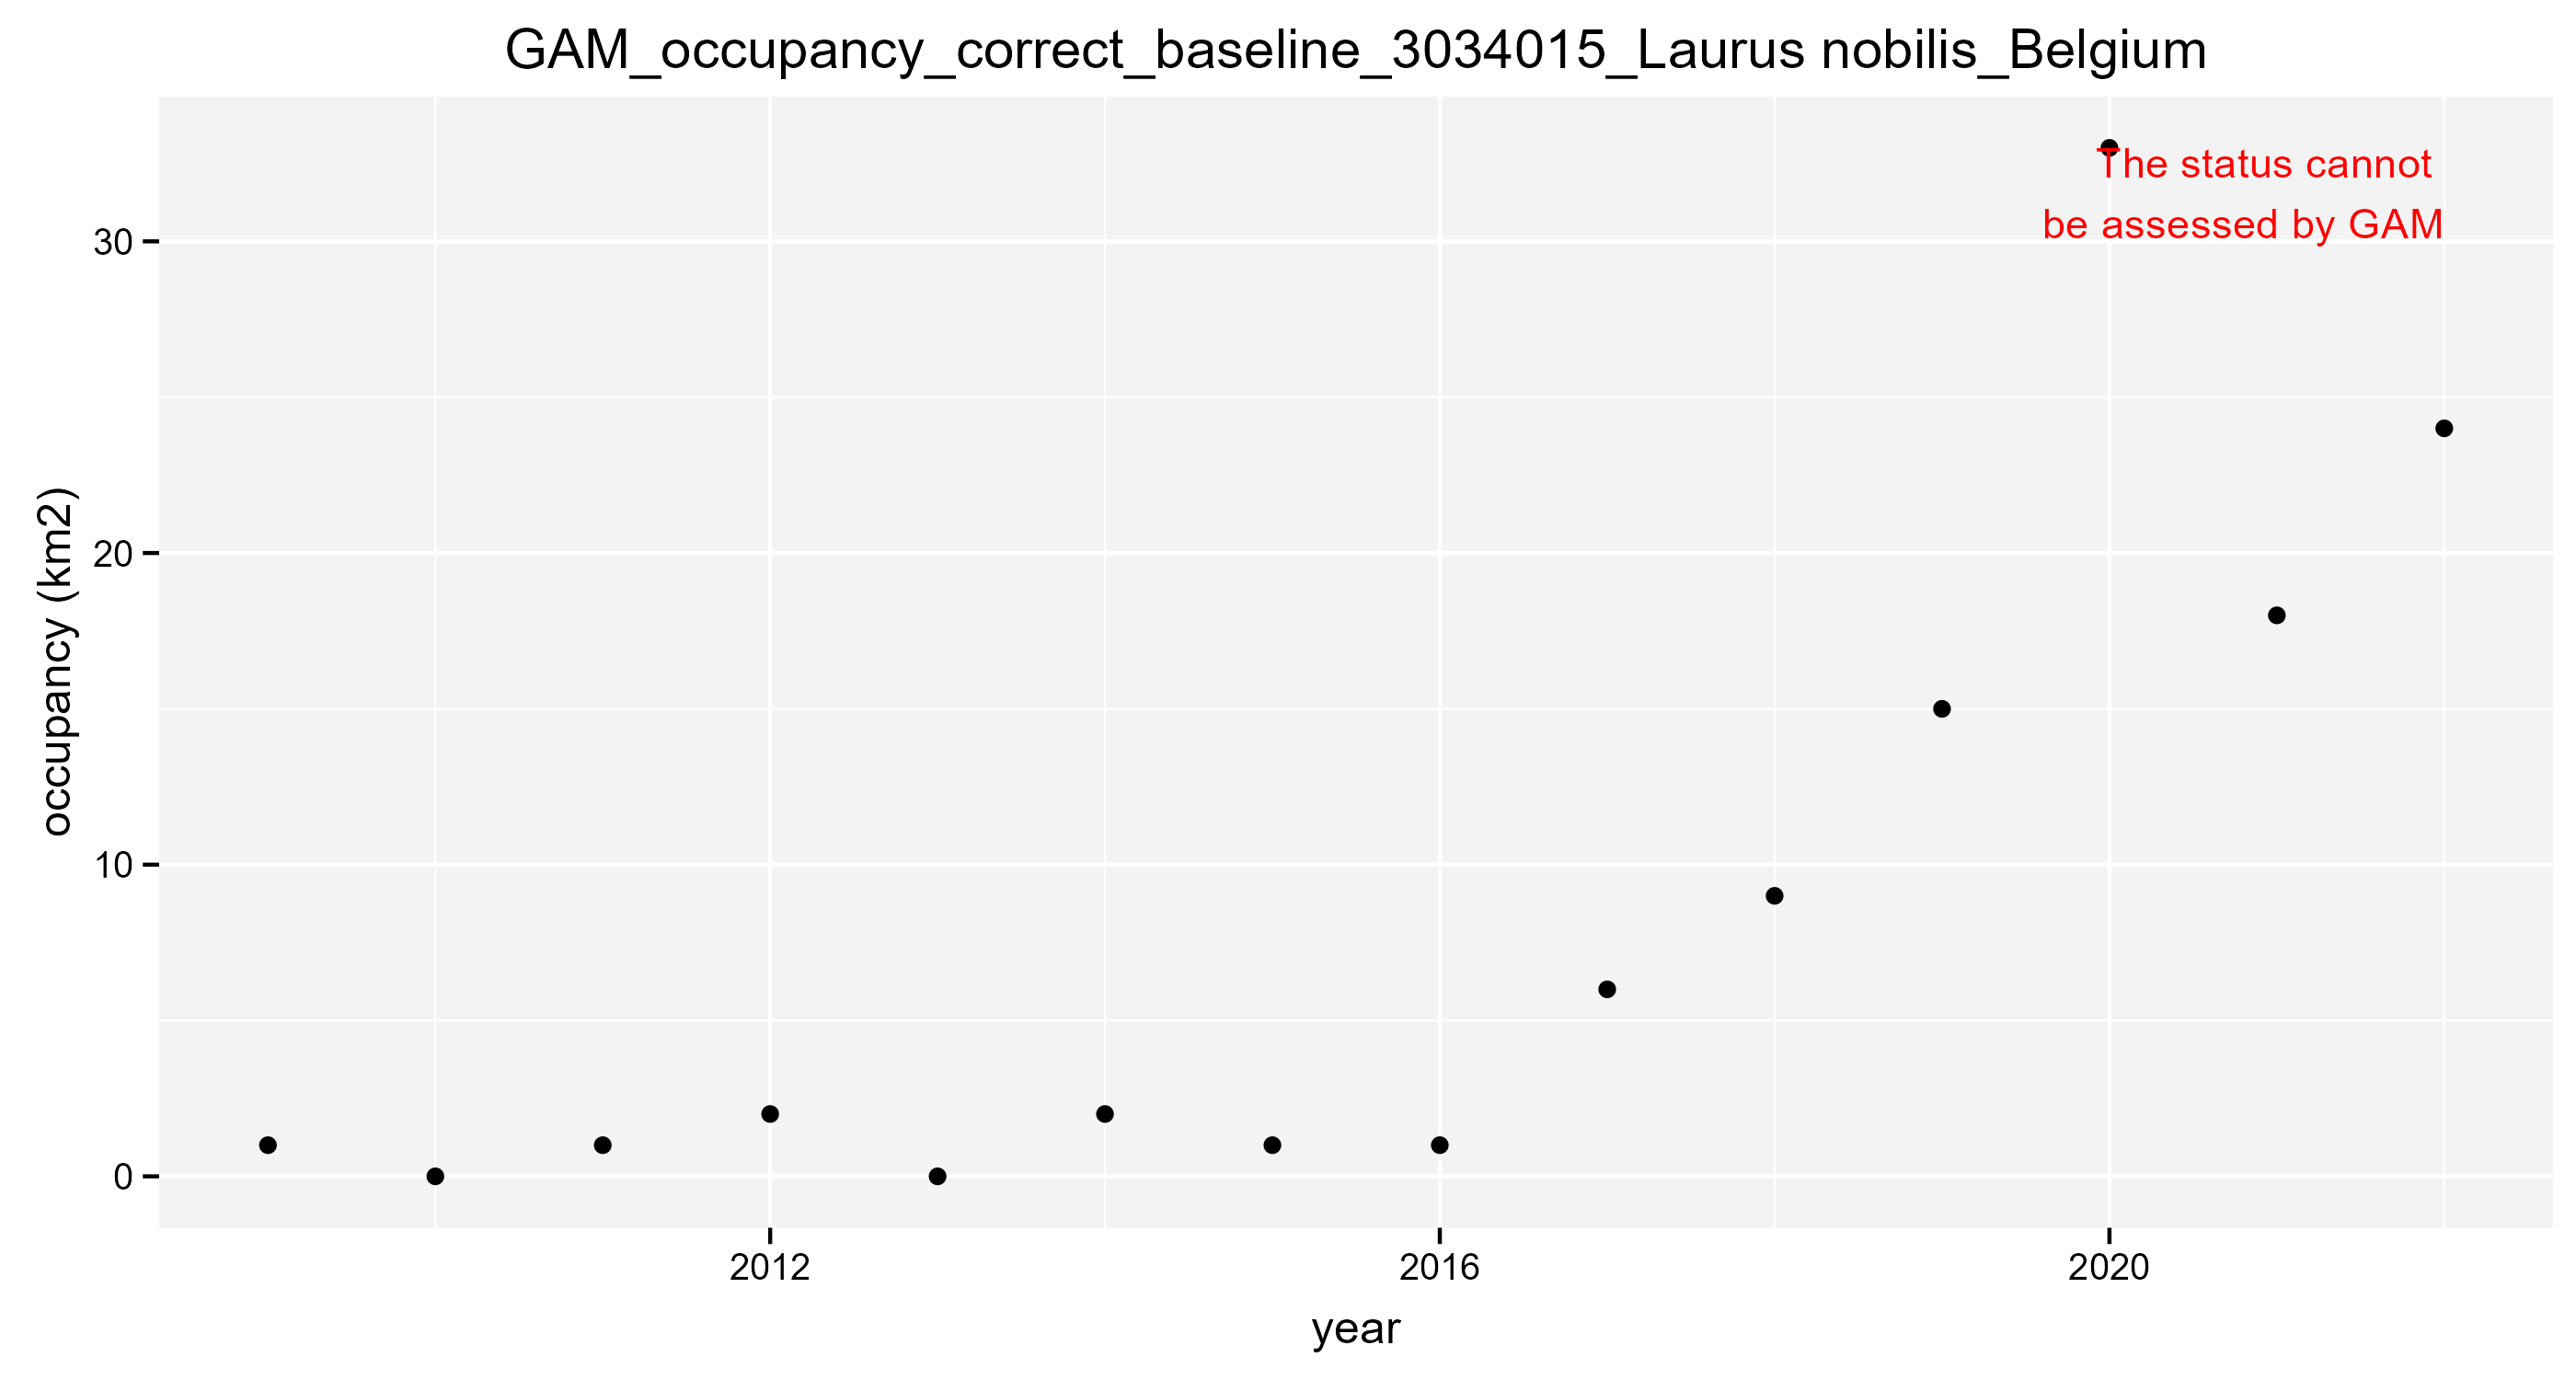 GAM_occupancy_correct_baseline_3034015_Laurus nobilis_Belgium
The status cannot
be assessed by GAM
30
20
10
0
occupancy (km2)
2012
2016
2020
year